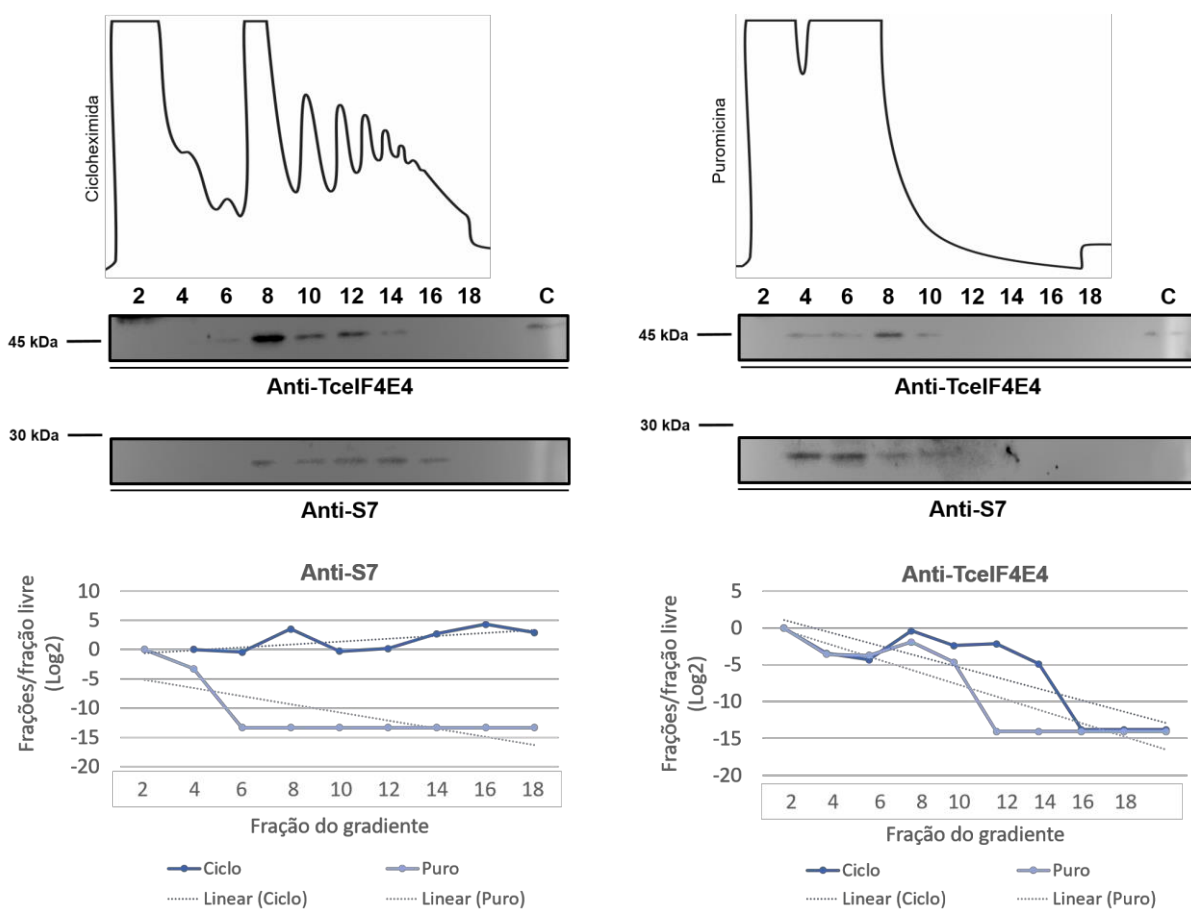 Cicloheximida
2 4 6 8 10 12 14 16 18 C
45 kDa
Anti-TceIF4E4
30 kDa
Anti-S7
Puromicina
2 4 6 8 10 12 14 16 18 C
45 kDa
Anti-TceIF4E4
30 kDa
Anti-S7
Anti-S7
Frações/fração livre
(Log2)
10
5
0
-5
-10
-15
-20
2 4 6 8 10 12 14 16 18
Fração do gradiente
Ciclo Puro
Linear (Ciclo) Linear (Puro)
Anti-TceIF4E4
Frações/fração livre
(Log2)
5
0
-5
-10
-15
-20
2 4 6 8 10 12 14 16 18
Fração do gradiente
Ciclo Puro
Linear (Ciclo) Linear (Puro)